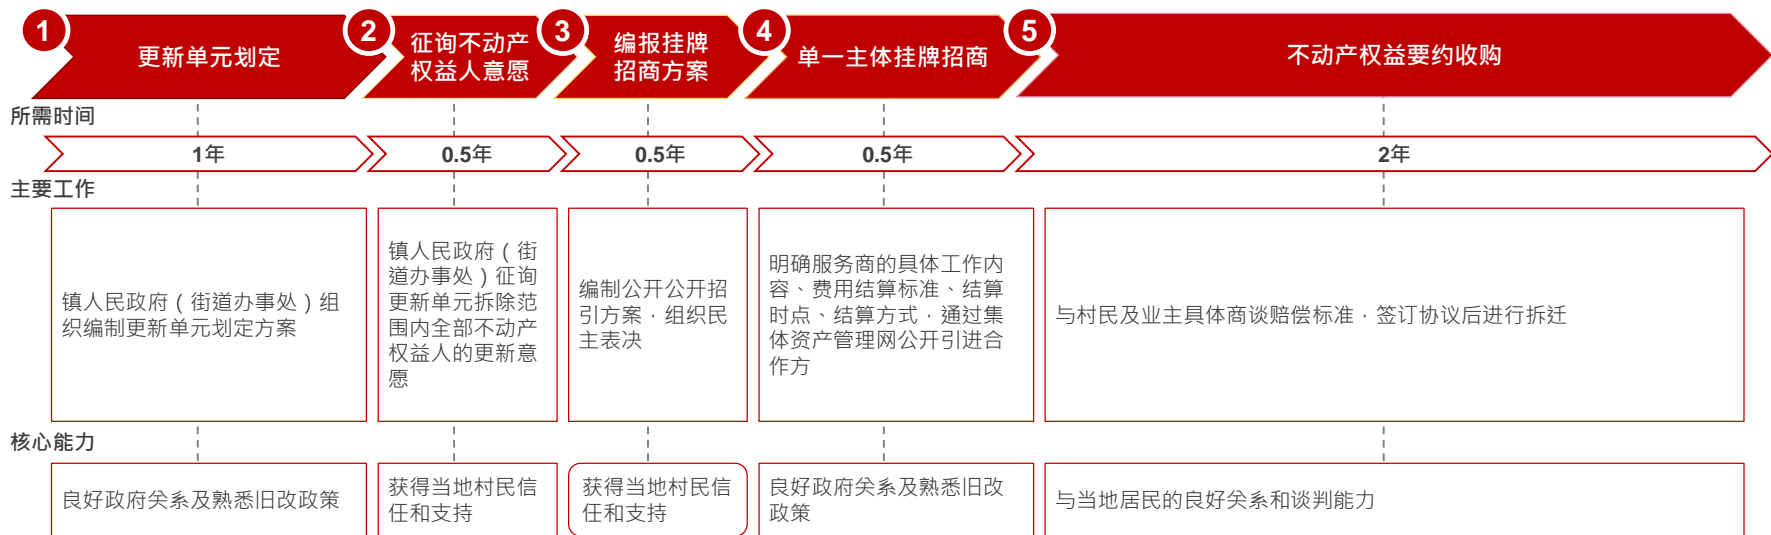 1
更新单元划定
2
征询不动产
权益人意愿
3
编报挂牌
招商方案
4
单一主体挂牌招商
5
不动产权益要约收购
所需时间
1年
0.5年
0.5年
0.5年
2年
主要工作
镇人民政府（街道办事处）组
织编制更新单元划定方案
镇人民政府（街
道办事处）征询
更新单元拆除范
围内全部不动产
权益人的更新意
愿
编制公开公开招
引方案，组织民
主表决
明确服务商的具体工作内
容、费用结算标准、结算
时点、结算方式，通过集
体资产管理网公开引进合
作方
与村民及业主具体商谈赔偿标准，签订协议后进行拆迁
核心能力
良好政府关系及熟悉旧改政策
获得当地村民信
任和支持
获得当地村民信
任和支持
良好政府关系及熟悉旧改
政策
与当地居民的良好关系和谈判能力